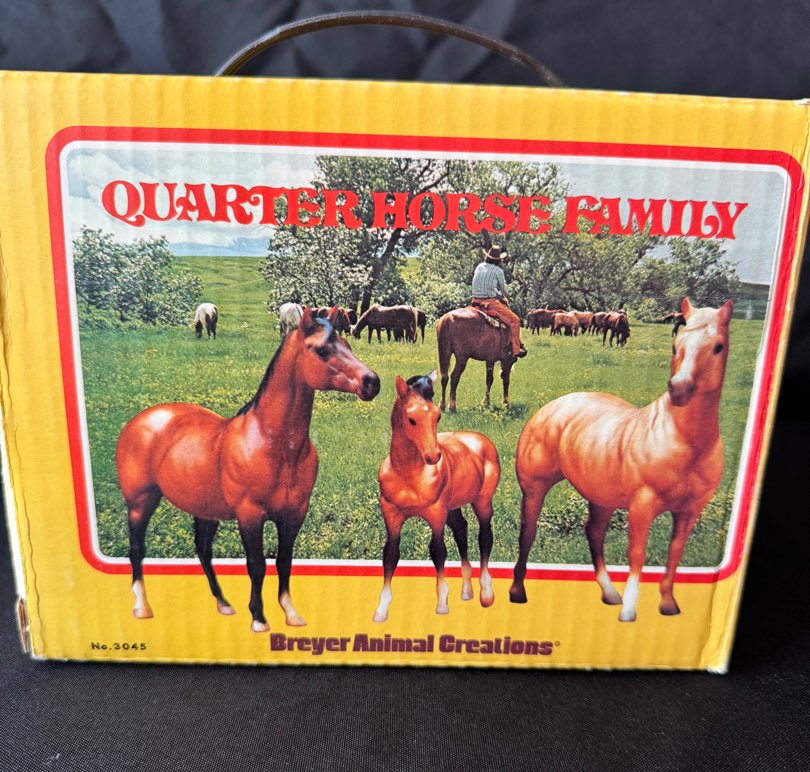 QUARTER HORSE FAMILY
No. 3045
Breyer Animal Creations®